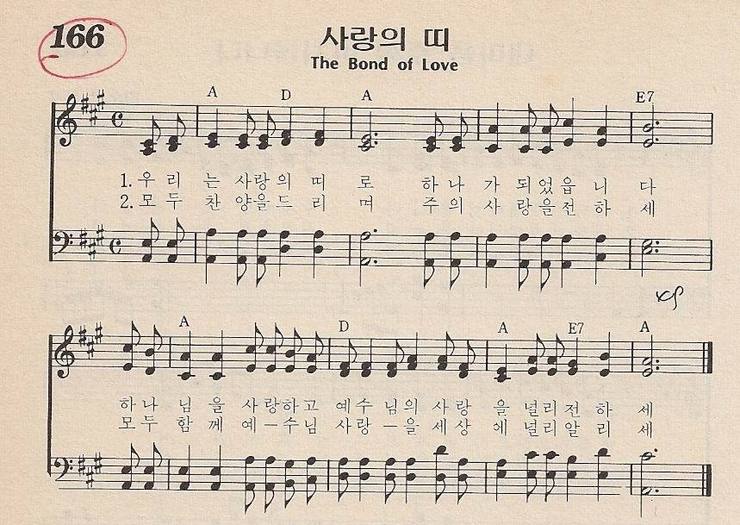 166
사랑의 띠
The Bond of Love
A D A E7
1. 우리 는 사랑의 띠 로 하나 가 되었읍니 다
2. 모두 찬양을드리 며 주의 사랑을전하 세
A D A E7 A
하나 님을 사랑하고 예수님의 사랑 을 널리전하 세
모두 함께 예–수님 사랑–을 세상 에 널리알리 세